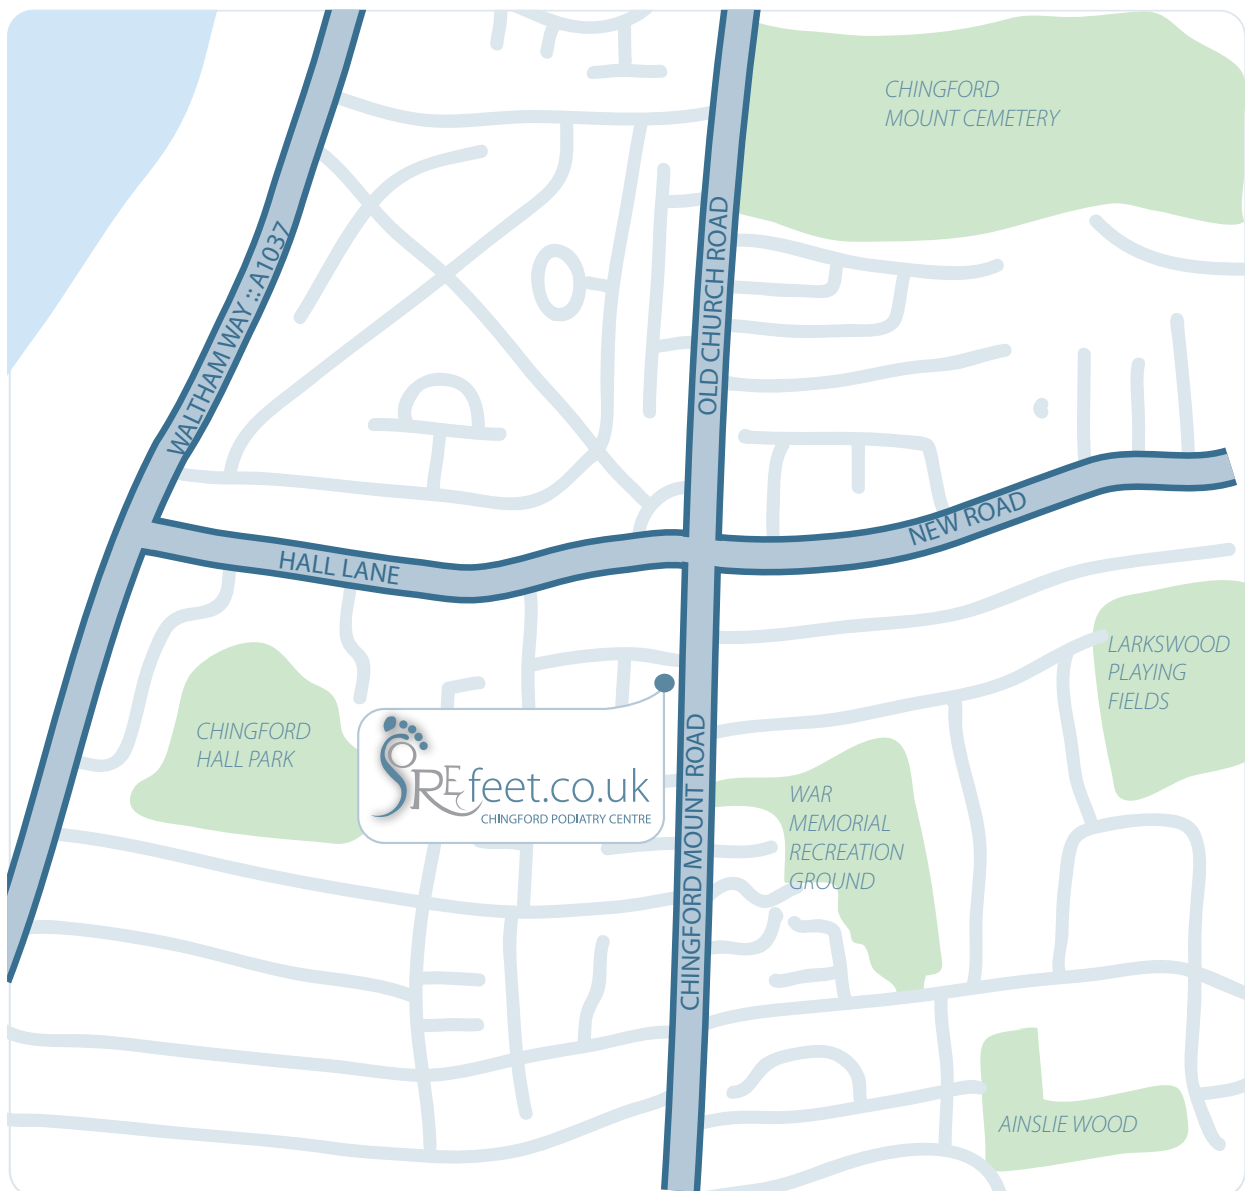 CHINGFORD
MOUNT CEMETERY
WALTHAM WAY :: A1037
OLD CHURCH ROAD
NEW ROAD
HALL LANE
LARKSWOOD
PLAYING
FIELDS
CHINGFORD
HALL PARK
SOREfeet.co.uk
CHINGFORD PODIATRY CENTRE
CHINGFORD MOUNT ROAD
WAR
MEMORIAL
RECREATION
GROUND
AINSLIE WOOD